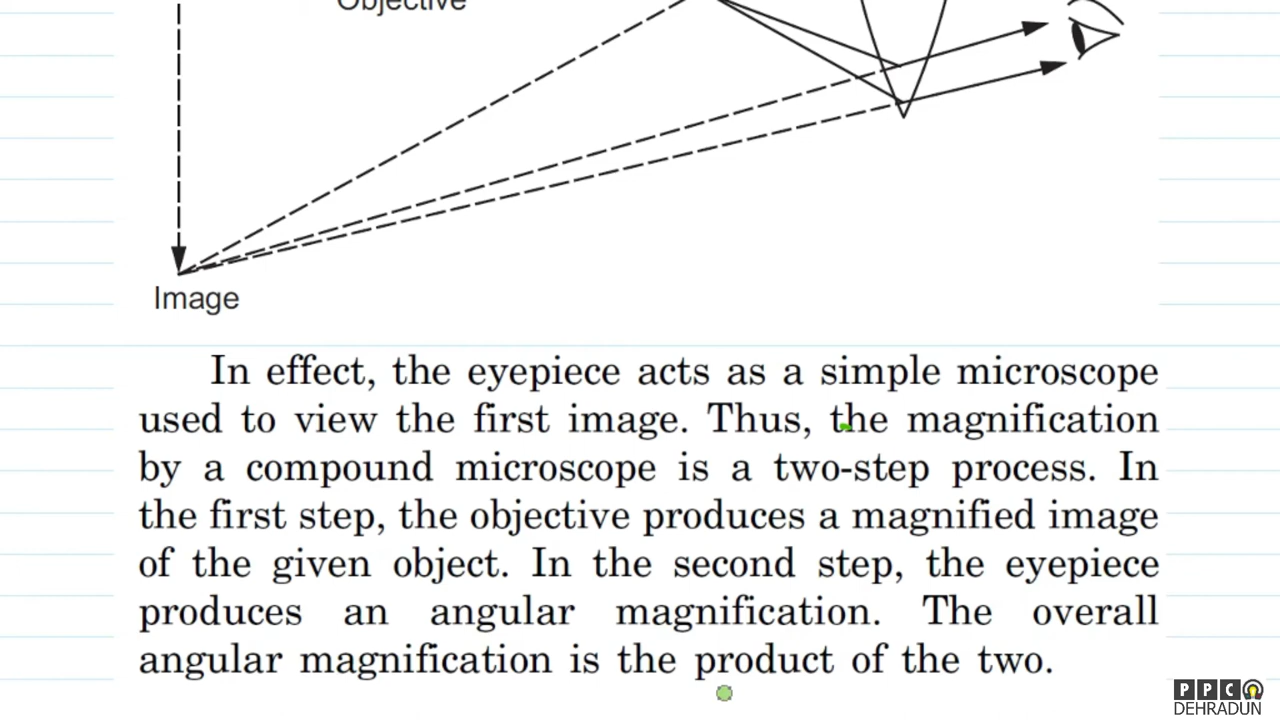 Objective
Image
In effect, the eyepiece acts as a simple microscope
used to view the first image. Thus, the magnification
by a compound microscope is a two-step process. In
the first step, the objective produces a magnified image
of the given object. In the second step, the eyepiece
produces an angular magnification. The overall
angular magnification is the product of the two.
PPC
DEHRADUN